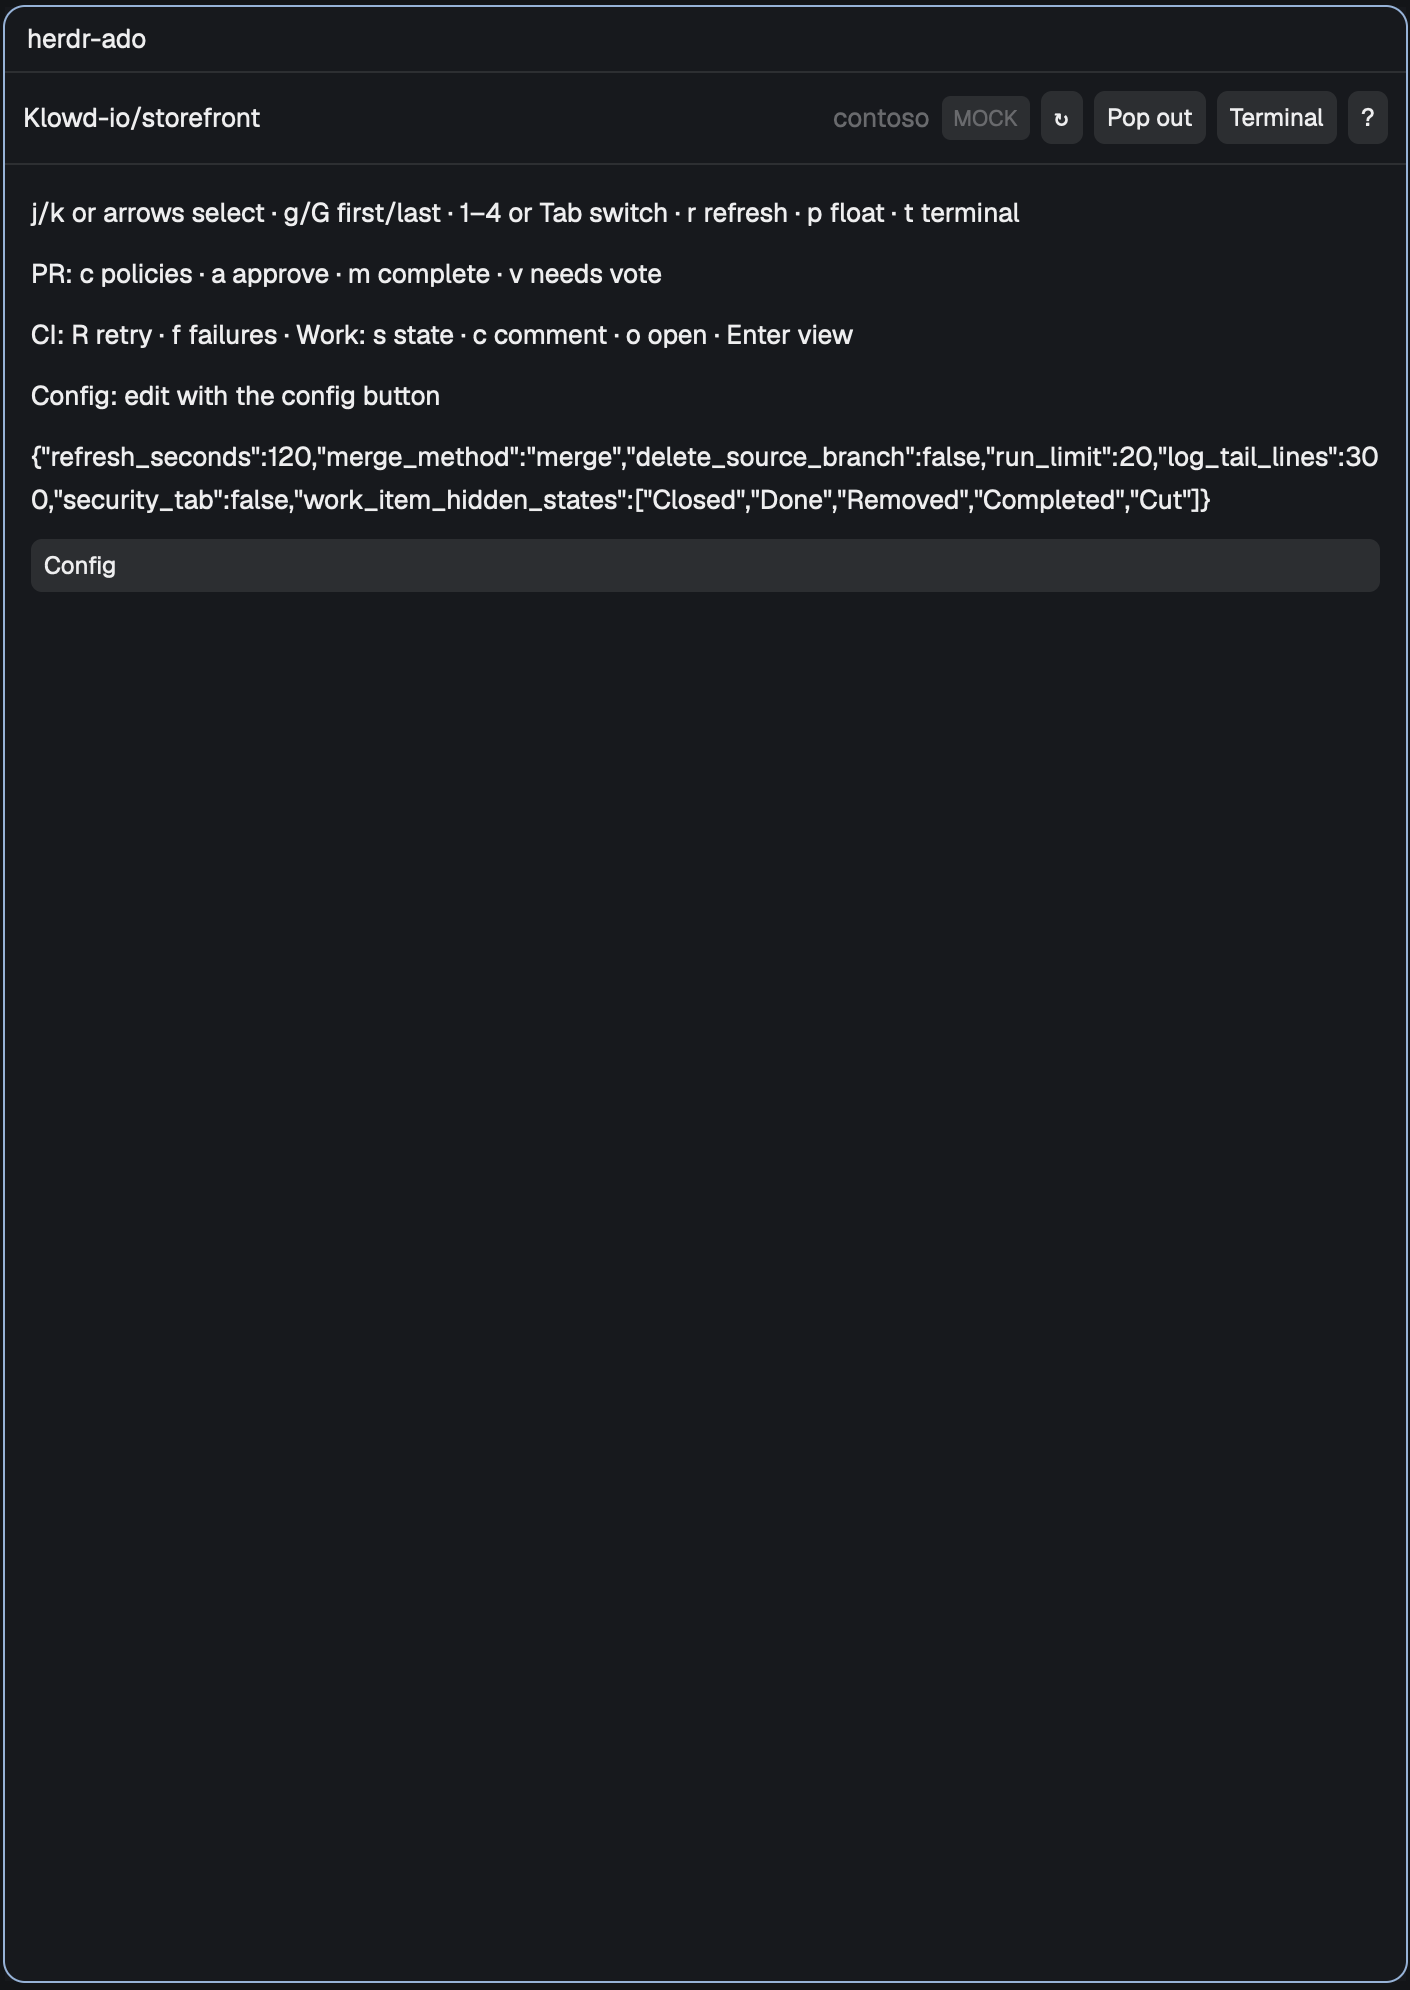 herdr-ado
Klowd-io/storefront
contoso MOCK ↻ Pop out Terminal ?
j/k or arrows select · g/G first/last · 1–4 or Tab switch · r refresh · p float · t terminal
PR: c policies · a approve · m complete · v needs vote
CI: R retry · f failures · Work: s state · c comment · o open · Enter view
Config: edit with the config button
{"refresh_seconds":120,"merge_method":"merge","delete_source_branch":false,"run_limit":20,"log_tail_lines":30
0,"security_tab":false,"work_item_hidden_states":["Closed","Done","Removed","Completed","Cut"]}
Config